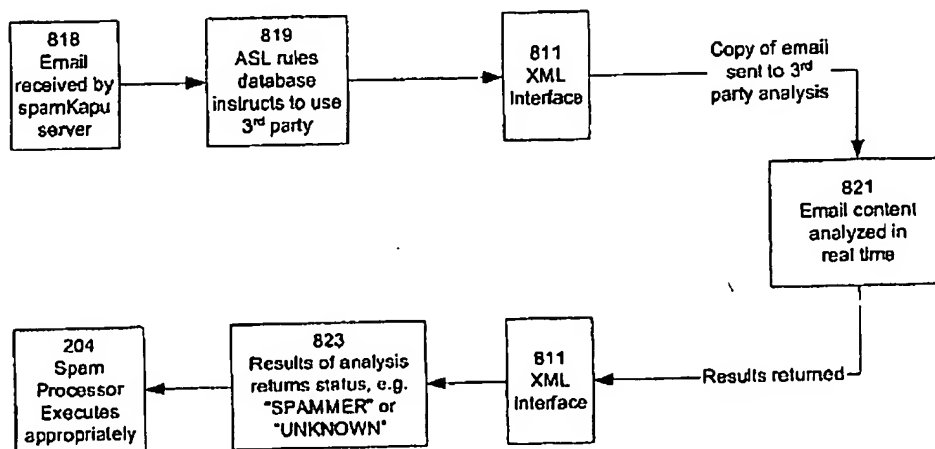 818
Email
received by
spamKapu
server
819
ASL rules
database
instructs to use
3rd party
811
XML
Interface
Copy of email
sent to 3rd
party analysis
821
Email content
analyzed in
real time
Results returned
811
XML
Interface
823
Results of analysis
returns status, e.g.
"SPAMMER" or
"UNKNOWN"
204
Spam
Processor
Executes
appropriately